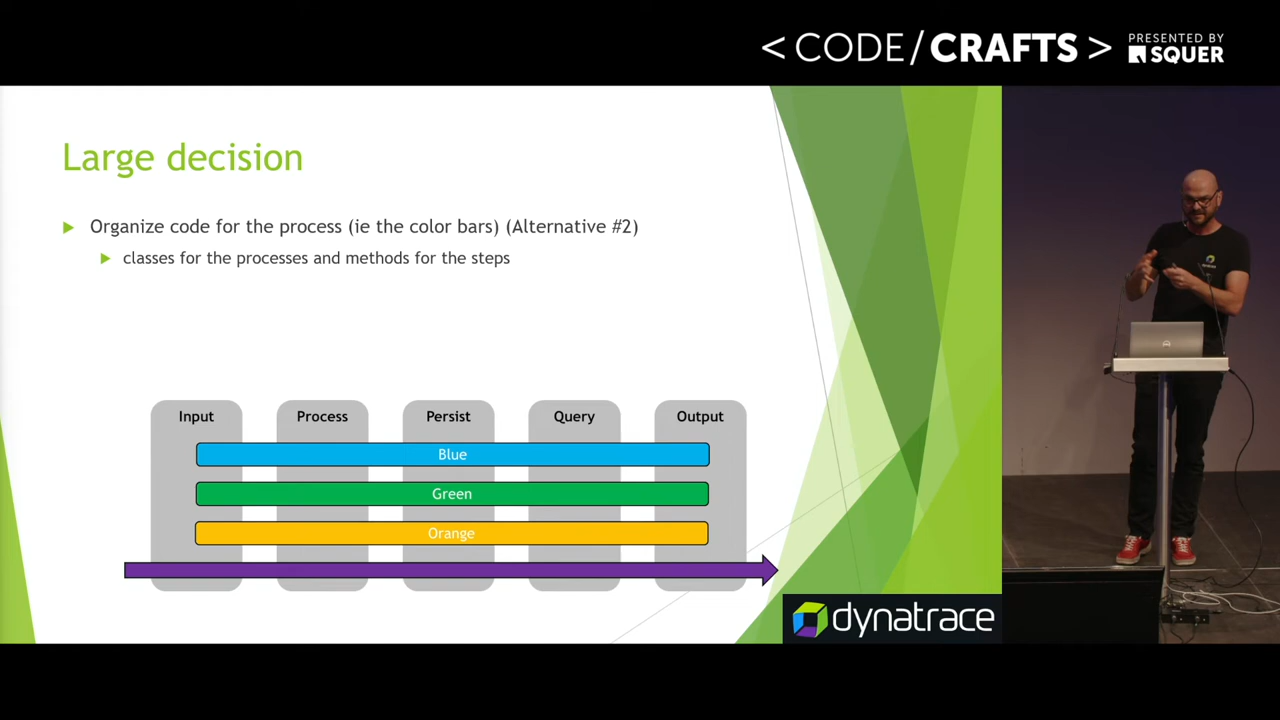 < CODE/CRAFTS >
PRESENTED BY
SQUER
Large decision
Organize code for the process (ie the color bars) (Alternative #2)
classes for the processes and methods for the steps
Input Process Persist Query Output
Blue
Green
Orange
dynatrace